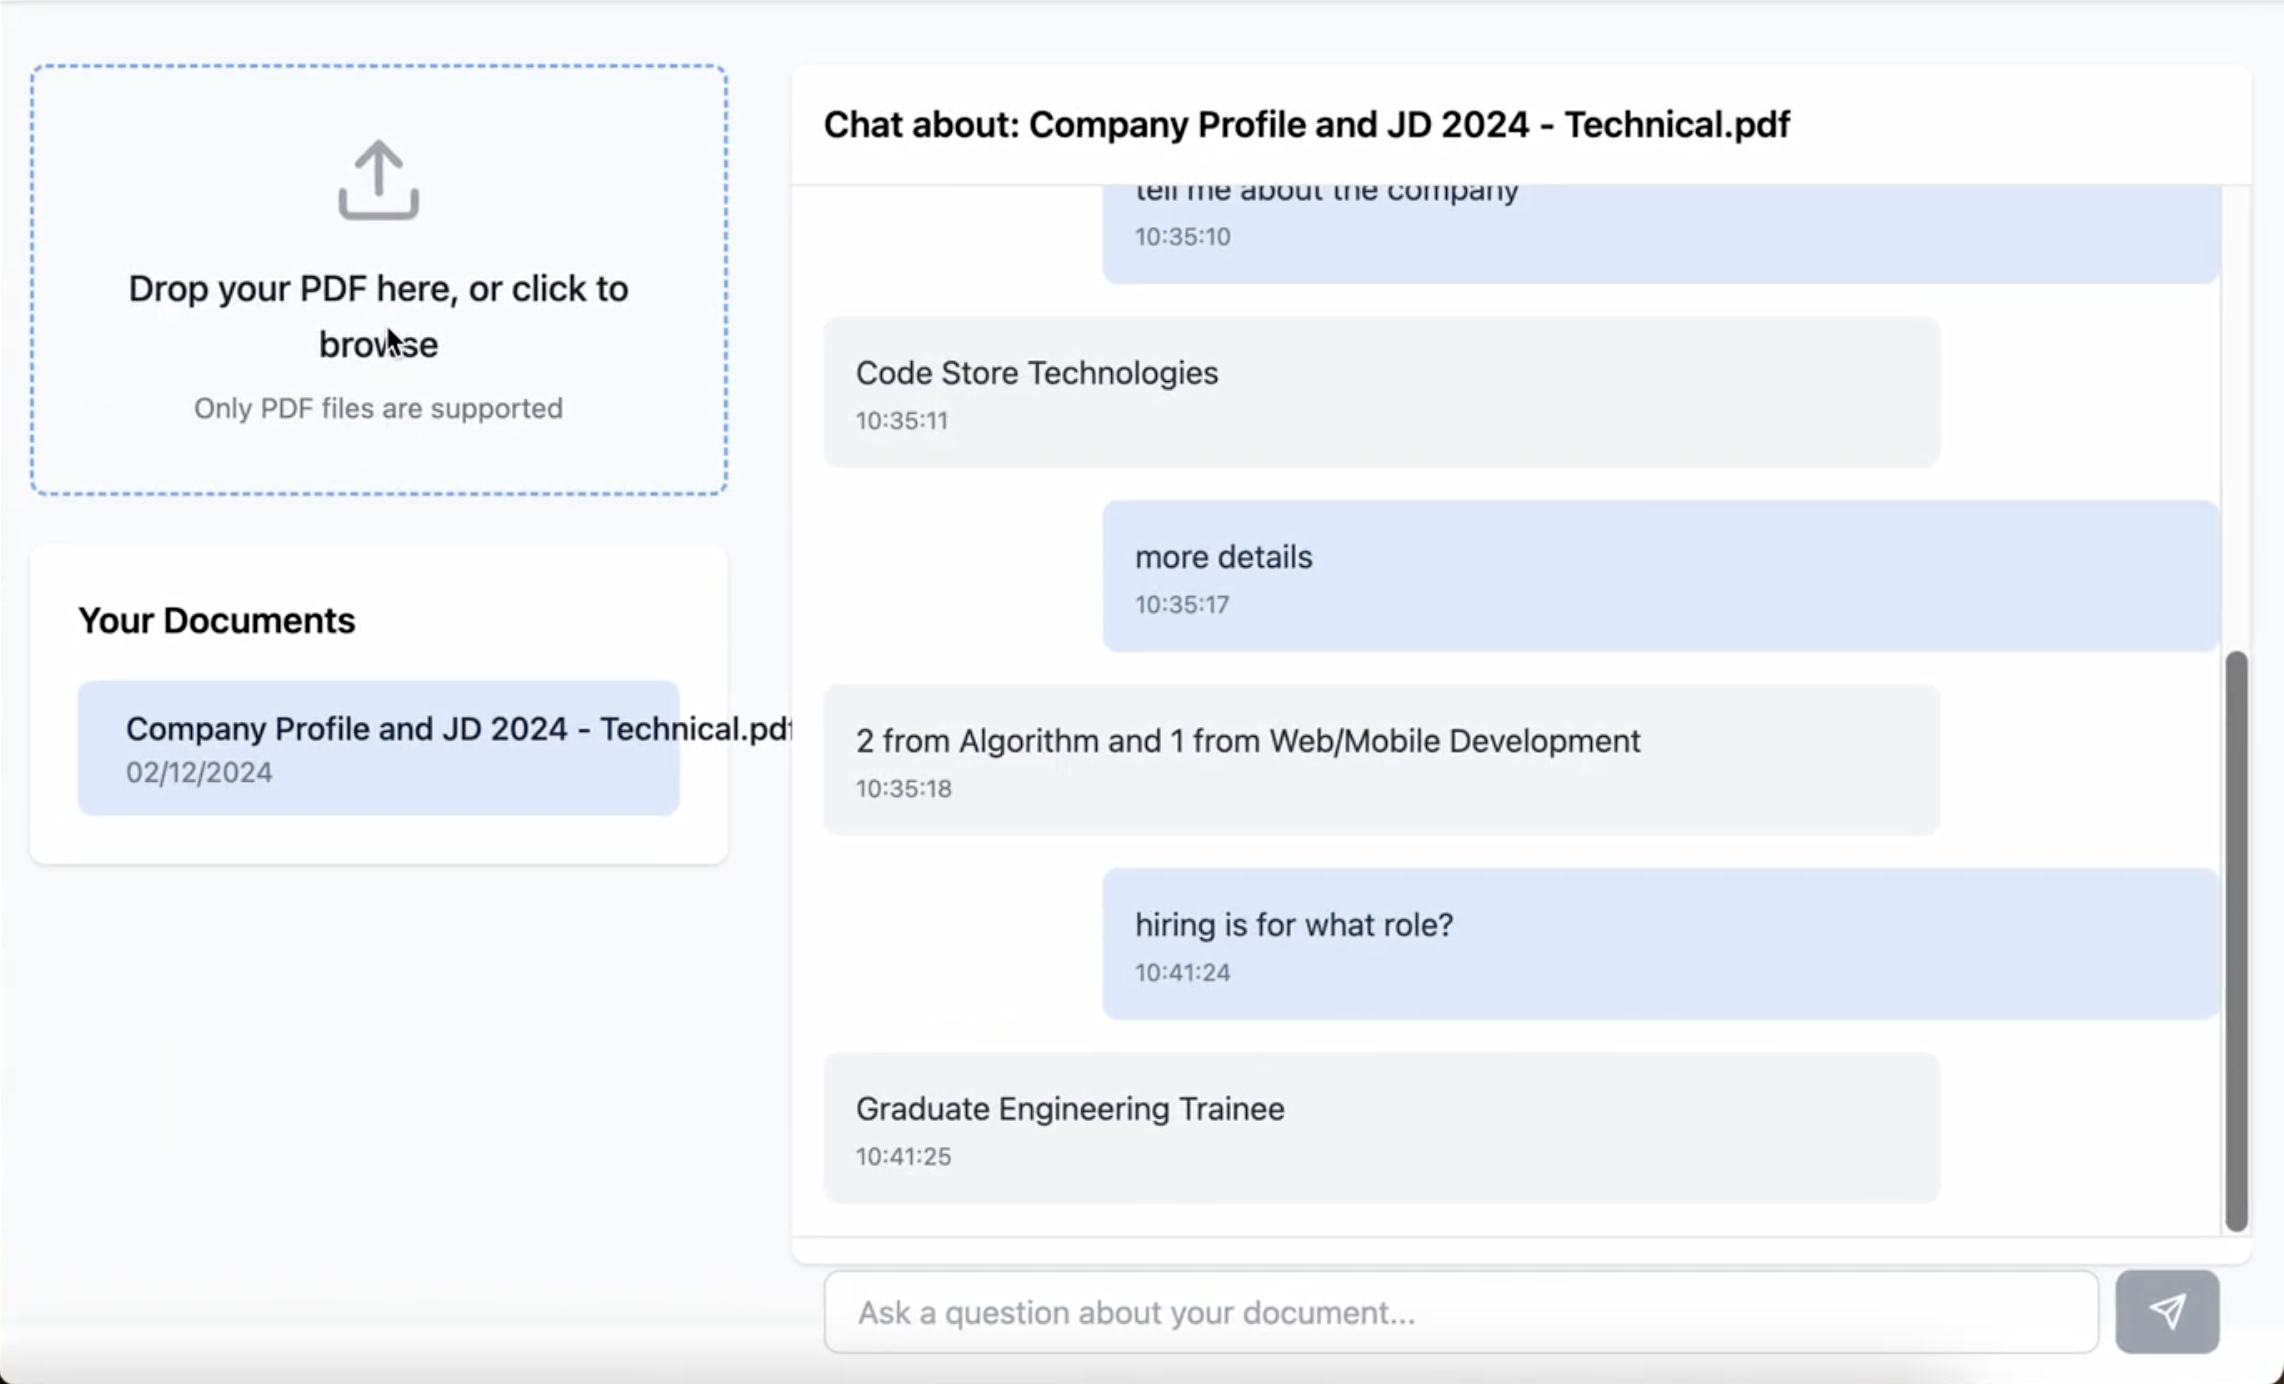 Drop your PDF here, or click to
browse
Only PDF files are supported
Your Documents
Company Profile and JD 2024 - Technical.pdf
02/12/2024
Chat about: Company Profile and JD 2024 - Technical.pdf
tell me about the company
10:35:10
Code Store Technologies
10:35:11
more details
10:35:17
2 from Algorithm and 1 from Web/Mobile Development
10:35:18
hiring is for what role?
10:41:24
Graduate Engineering Trainee
10:41:25
Ask a question about your document...